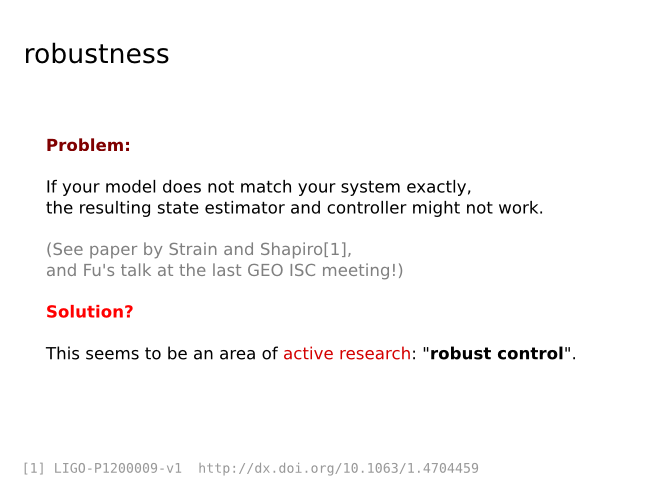 robustness
Problem:
If your model does not match your system exactly,
the resulting state estimator and controller might not work.
(See paper by Strain and Shapiro[1],
and Fu's talk at the last GEO ISC meeting!)
Solution?
This seems to be an area of active research: "robust control".
[1] LIGO-P1200009-v1  http://dx.doi.org/10.1063/1.4704459